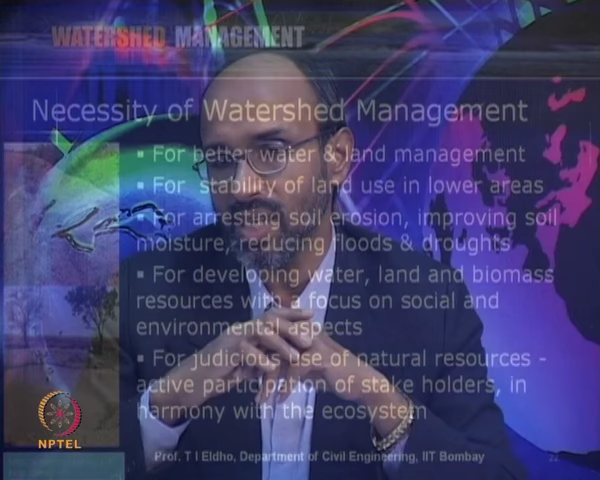 WATERSHED MANAGEMENT
Necessity of Watershed Management
▪ For better water & land management
▪ For stability of land use in lower areas
▪ For arresting soil erosion, improving soil
moisture, reducing floods & droughts
▪ For developing water, land and biomass
resources with a focus on social and
environmental aspects
▪ For judicious use of natural resources -
active participation of stake holders, in
harmony with the ecosystem
NPTEL
Prof. T I Eldho, Department of Civil Engineering, IIT Bombay